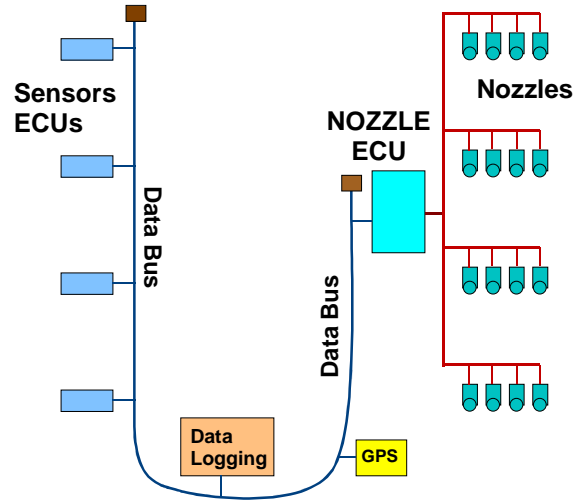 Sensors
ECUs
Data Bus
Data
Logging
GPS
Data Bus
NOZZLE
ECU
Nozzles